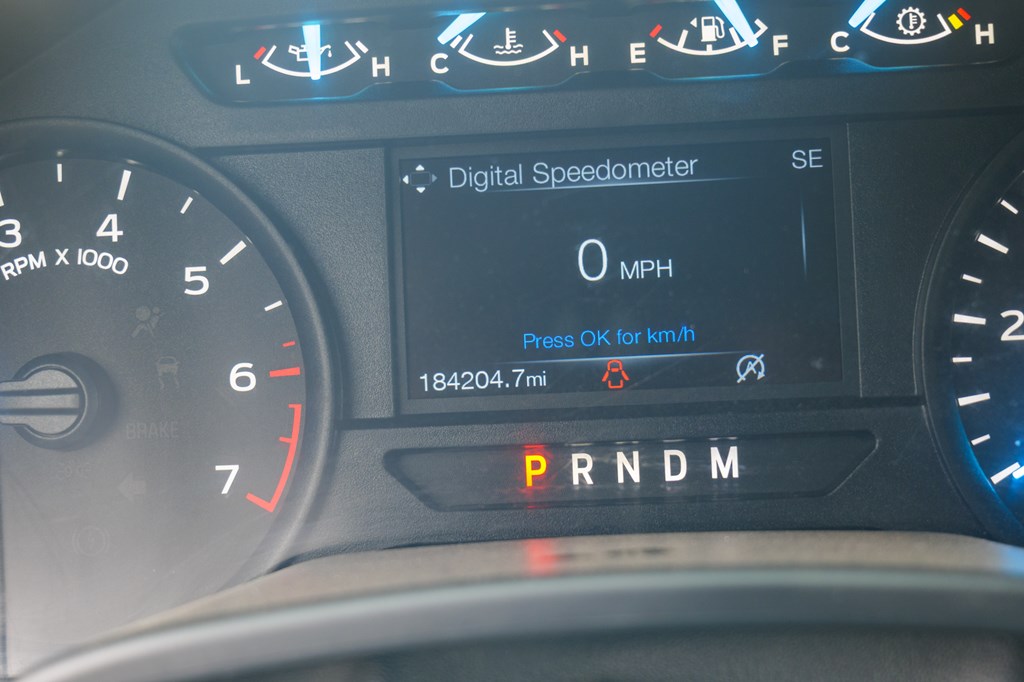 L H C H E F C H
Digital Speedometer SE
3 4 5 6 7
RPM X 1000
0 MPH
Press OK for km/h
184204.7mi
BRAKE
P R N D M
2